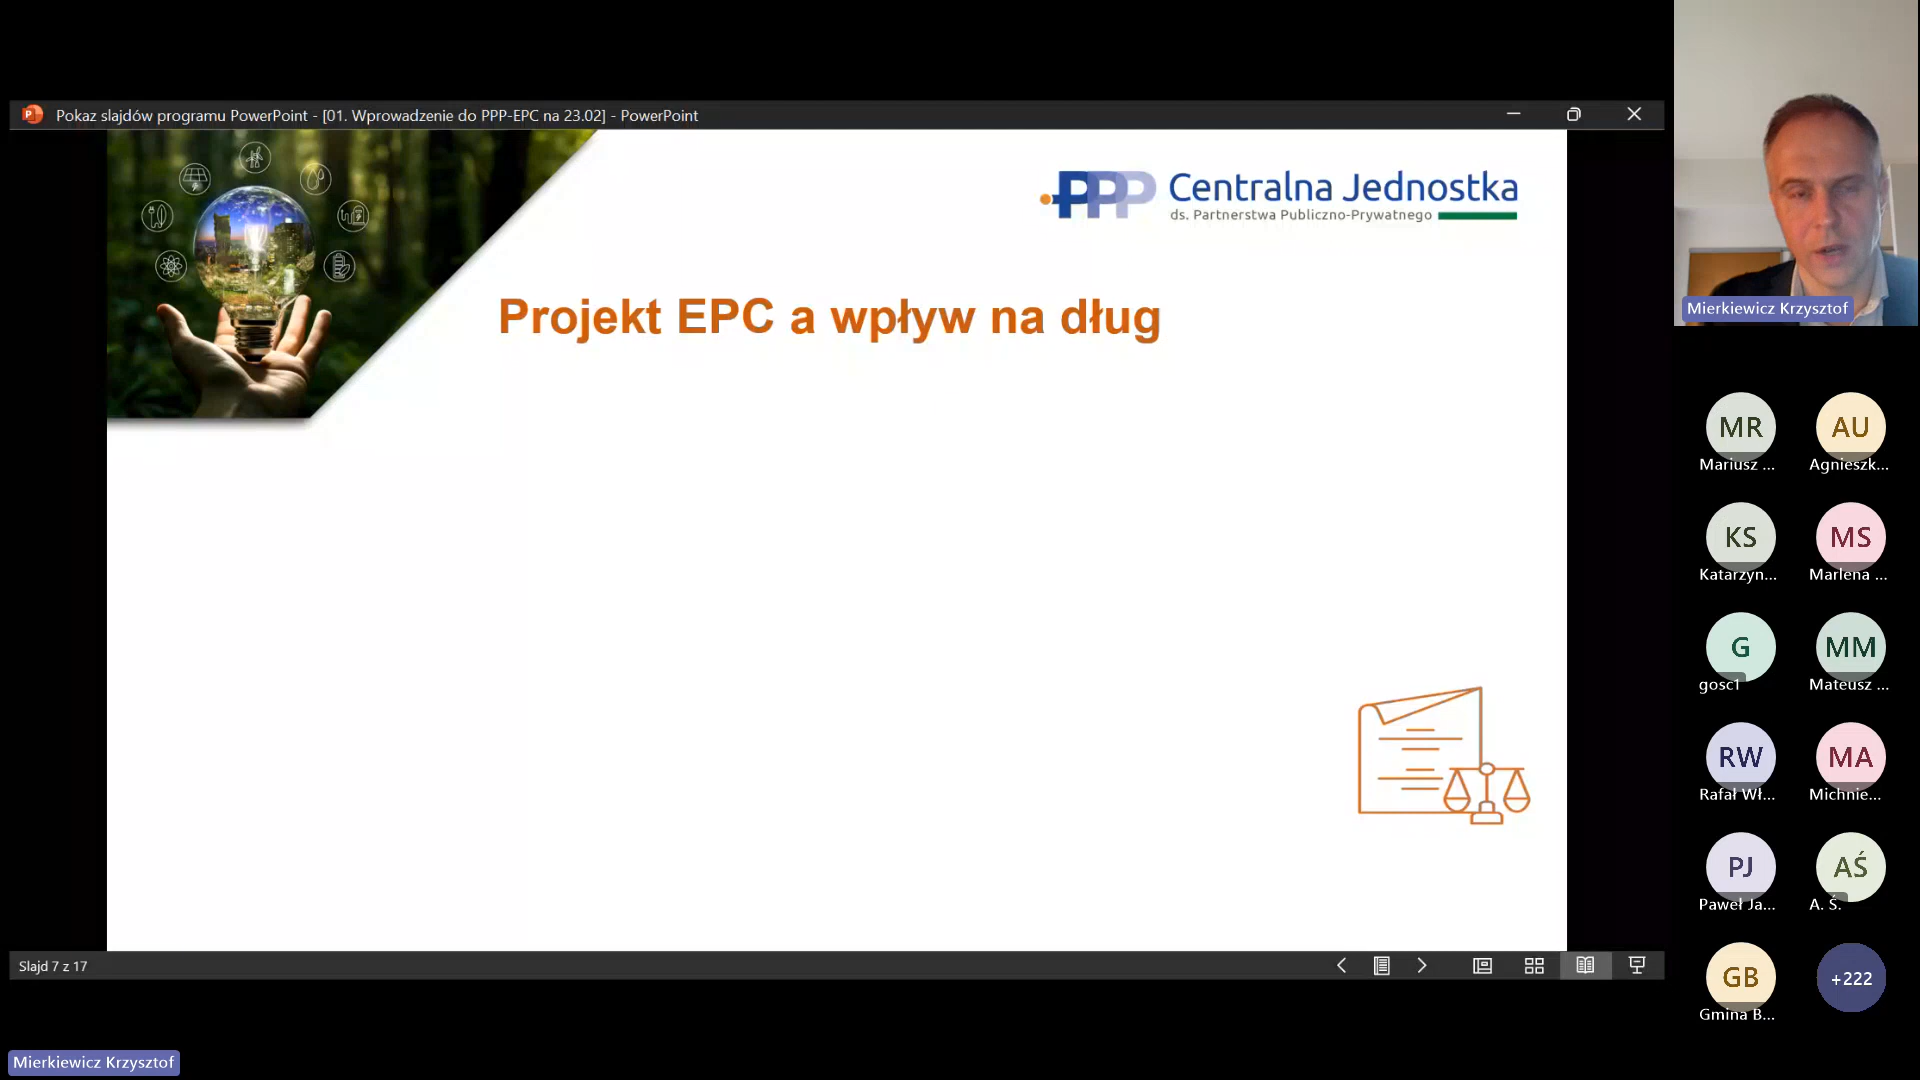 Pokaz slajdów programu PowerPoint - [01. Wprowadzenie do PPP-EPC na 23.02] - PowerPoint
PPP Centralna Jednostka
ds. Partnerstwa Publiczno-Prywatnego
Projekt EPC a wpływ na dług
Slajd 7 z 17
Mierkiewicz Krzysztof
Mierkiewicz Krzysztof
MR
Mariusz ...
AU
Agnieszk...
KS
Katarzyn...
MS
Marlena ...
G
gosc1
MM
Mateusz ...
RW
Rafał Wł...
MA
Michnie...
PJ
Paweł Ja...
AŚ
A. Ś.
GB
Gmina B...
+222